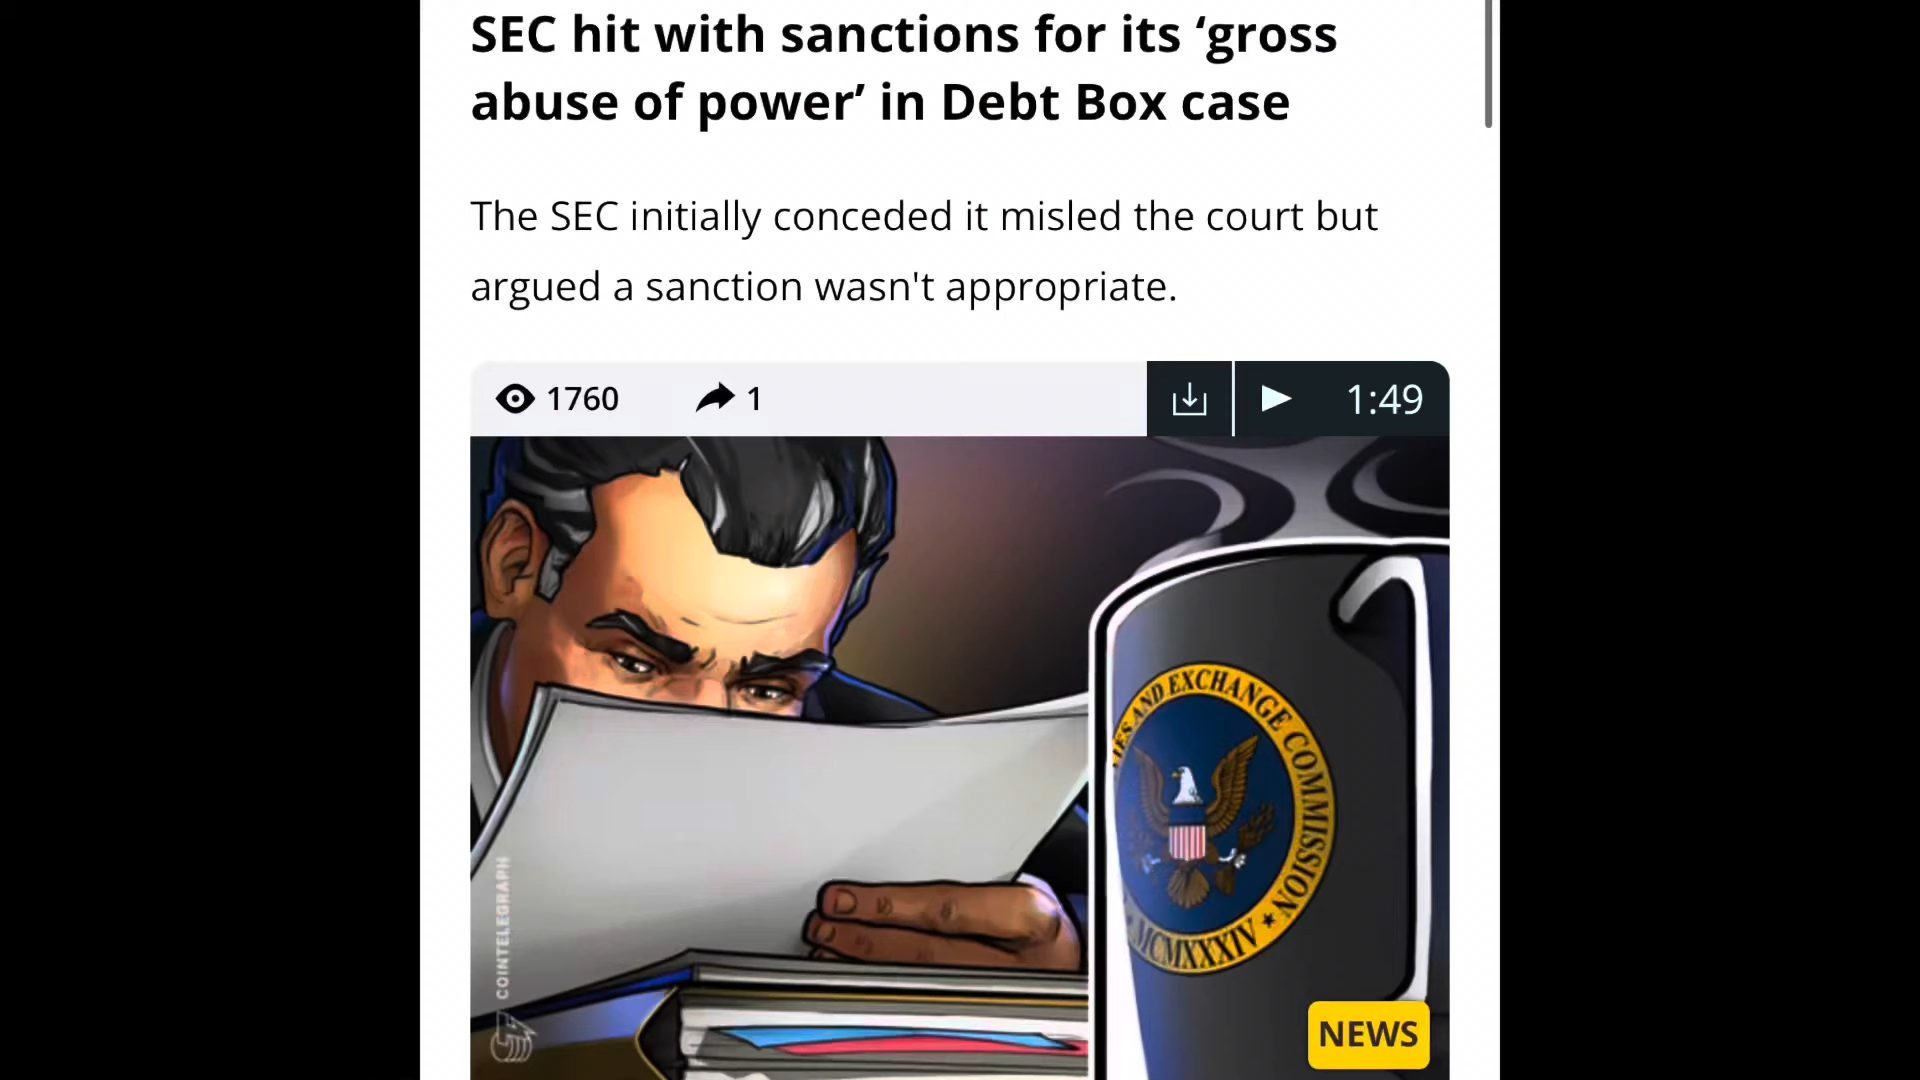 SEC hit with sanctions for its ‘gross
abuse of power’ in Debt Box case
The SEC initially conceded it misled the court but
argued a sanction wasn't appropriate.
1760
1
1:49
AND EXCHANGE COMMISSION
MCMXXXIV
COINTELEGRAPH
NEWS